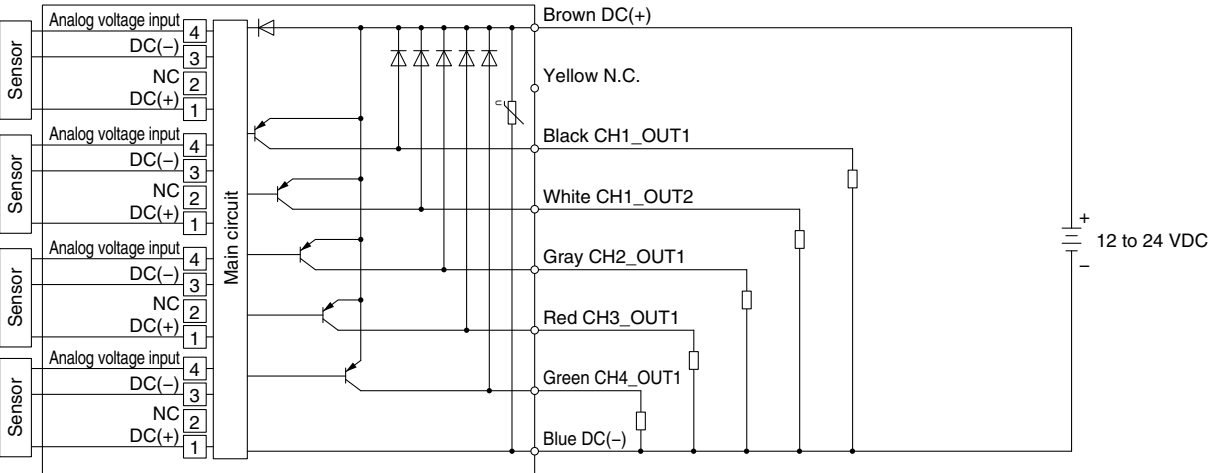 Sensor
Analog voltage input 4
DC(−) 3
NC 2
DC(+) 1
Sensor
Analog voltage input 4
DC(−) 3
NC 2
DC(+) 1
Sensor
Analog voltage input 4
DC(−) 3
NC 2
DC(+) 1
Sensor
Analog voltage input 4
DC(−) 3
NC 2
DC(+) 1
Main circuit
Brown DC(+)
Yellow N.C.
Black CH1_OUT1
White CH1_OUT2
Gray CH2_OUT1
Red CH3_OUT1
Green CH4_OUT1
Blue DC(−)
+
12 to 24 VDC
−